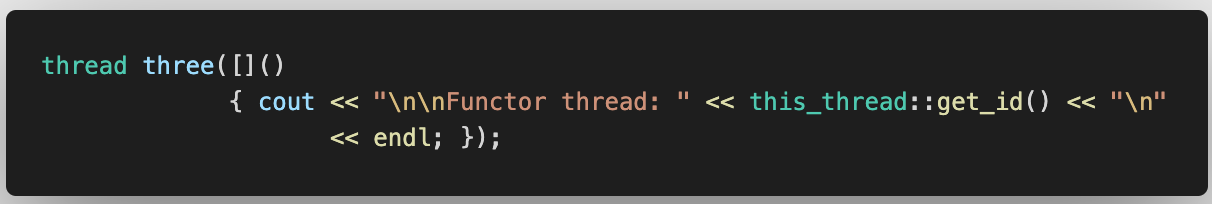 thread three([]()
{ cout << "\n\nFunctor thread: " << this_thread::get_id() << "\n"
<< endl; });